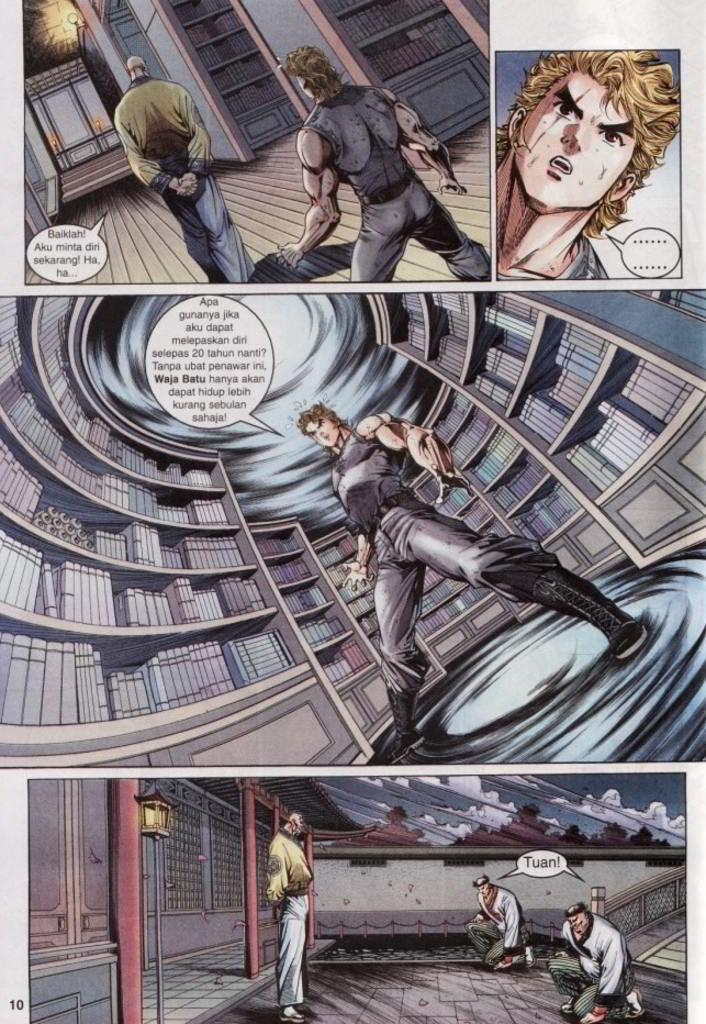 Baiklah!
Aku minta diri
sekarang! Ha,
ha...
......
......
Apa
gunanya jika
aku dapat
melepaskan diri
selepas 20 tahun nanti?
Tanpa ubat penawar ini,
Waja Batu hanya akan
dapat hidup lebih
kurang sebulan
sahaja!
Tuan!
10